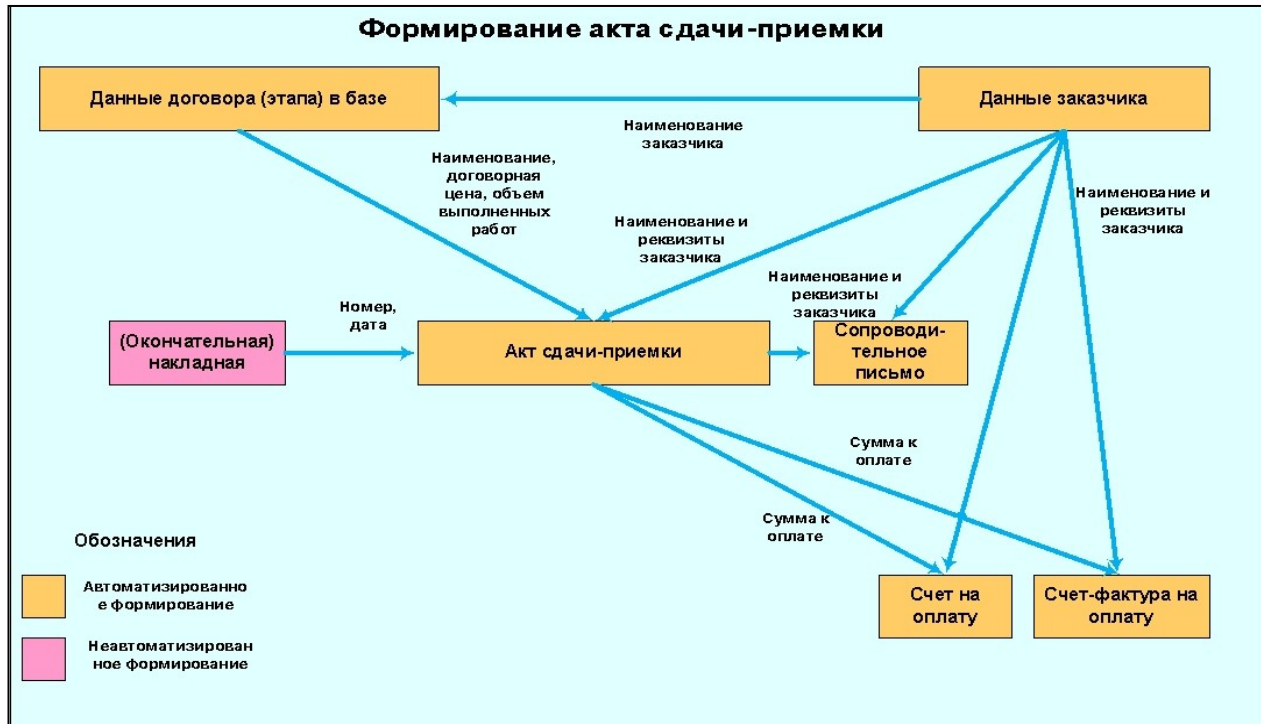 Формирование акта сдачи-приемки
Данные договора (этапа) в базе
Данные заказчика
Наименование
заказчика
Наименование,
договорная
цена, объем
выполненных
работ
Наименование и
реквизиты
заказчика
Наименование и
реквизиты
заказчика
Наименование и
реквизиты
заказчика
Номер,
дата
(Окончательная)
накладная
Акт сдачи-приемки
Сопроводи-
тельное
письмо
Сумма к
оплате
Сумма к
оплате
Счет на
оплату
Счет-фактура на
оплату
Обозначения
Автоматизированно
е формирование
Неавтоматизирован
ное формирование